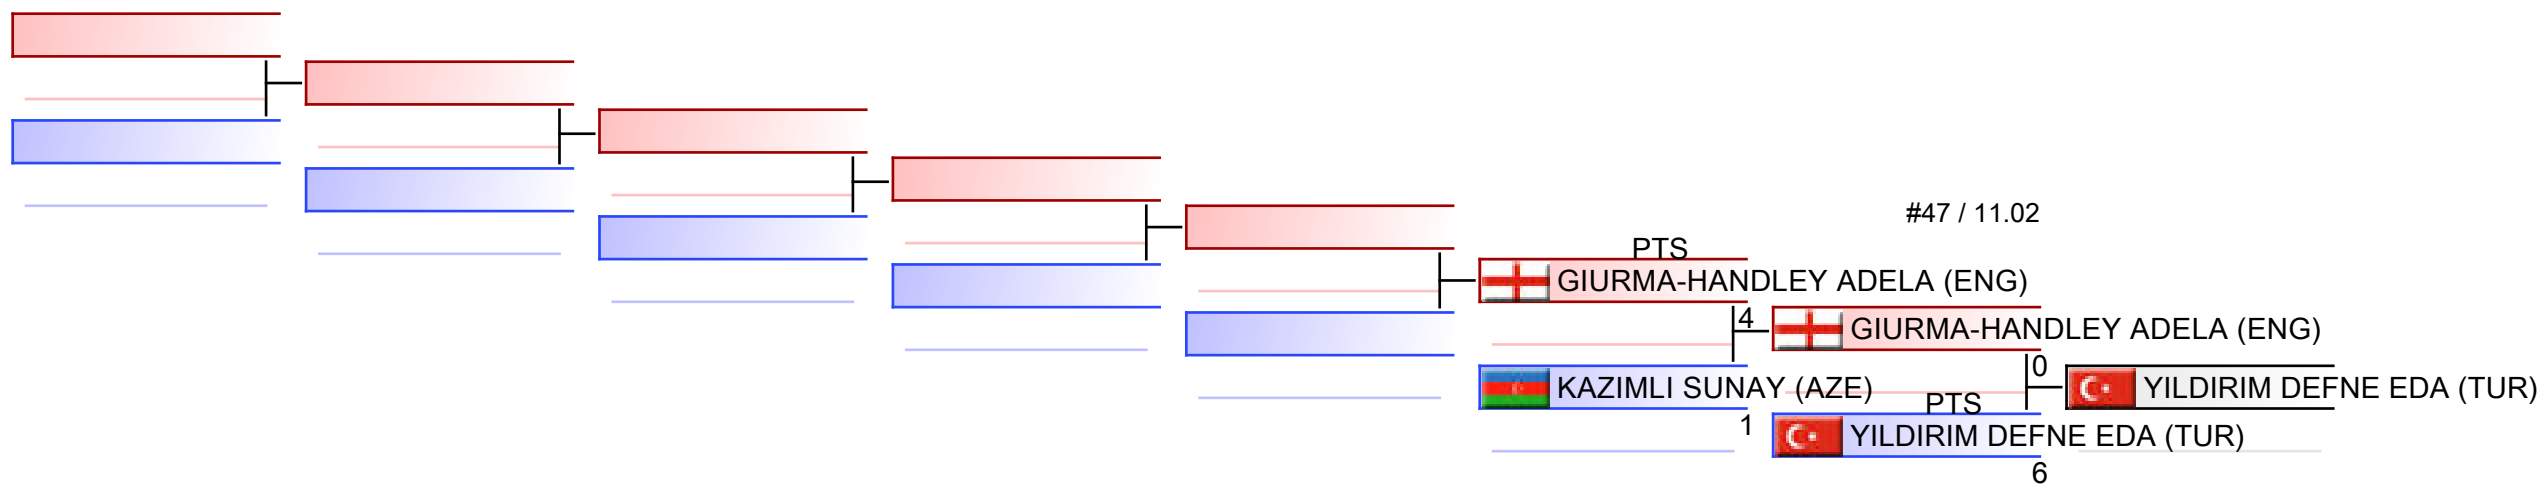 #47 / 11.02
PTS
GIURMA-HANDLEY ADELA (ENG)
4
GIURMA-HANDLEY ADELA (ENG)
0
KAZIMLI SUNAY (AZE)
YILDIRIM DEFNE EDA (TUR)
PTS
1
YILDIRIM DEFNE EDA (TUR)
6